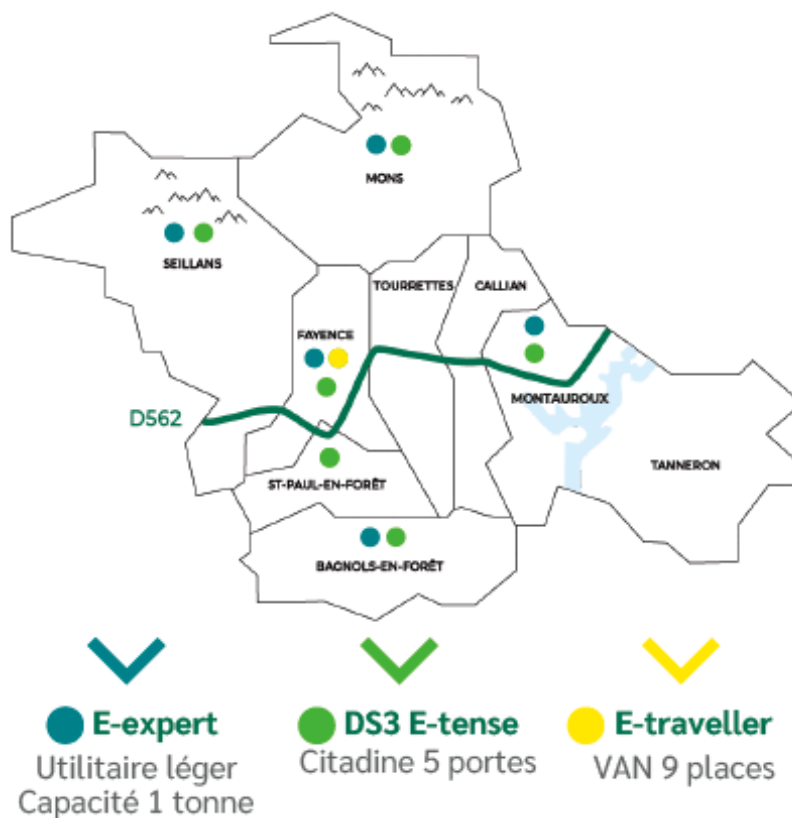 MONS
SEILLANS
TOURRETTES
CALLIAN
FAYENCE
D562
MONTAUROUX
TANNERON
ST-PAUL-EN-FORÊT
BAGNOLS-EN-FORÊT
E-expert
Utilitaire léger
Capacité 1 tonne
DS3 E-tense
Citadine 5 portes
E-traveller
VAN 9 places